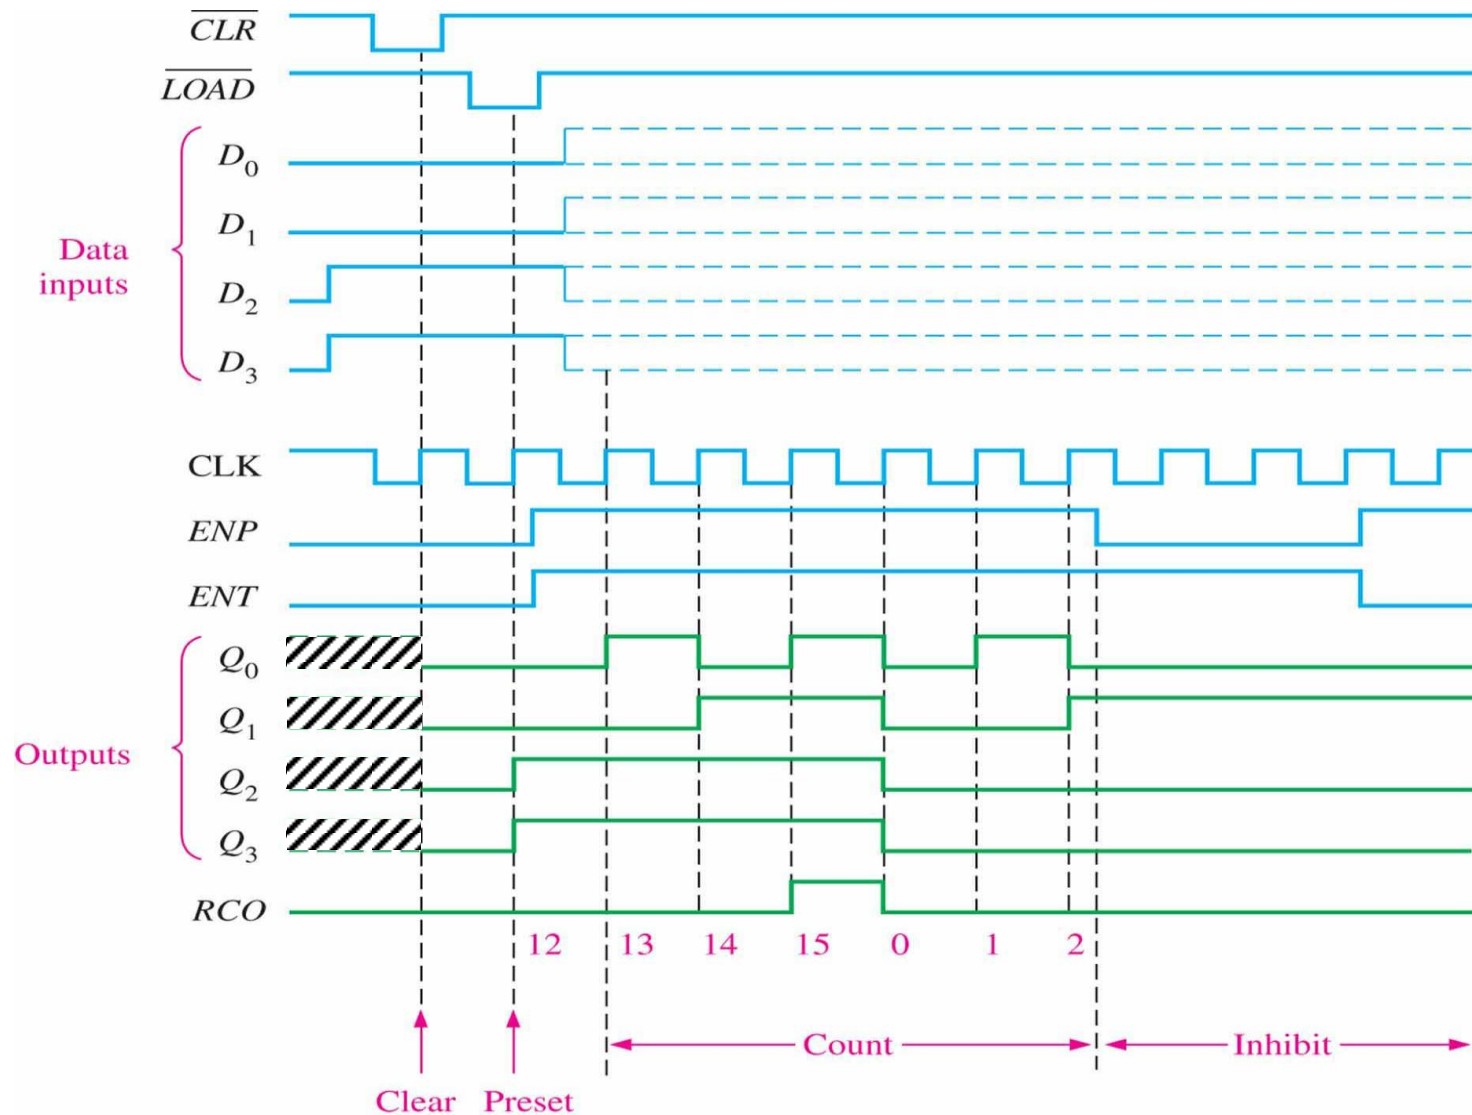 CLR
LOAD
D0
D1
Data
inputs
D2
D3
CLK
ENP
ENT
Q0
Q1
Outputs
Q2
Q3
RCO
12 13 14 15 0 1 2
Count
Inhibit
Clear Preset